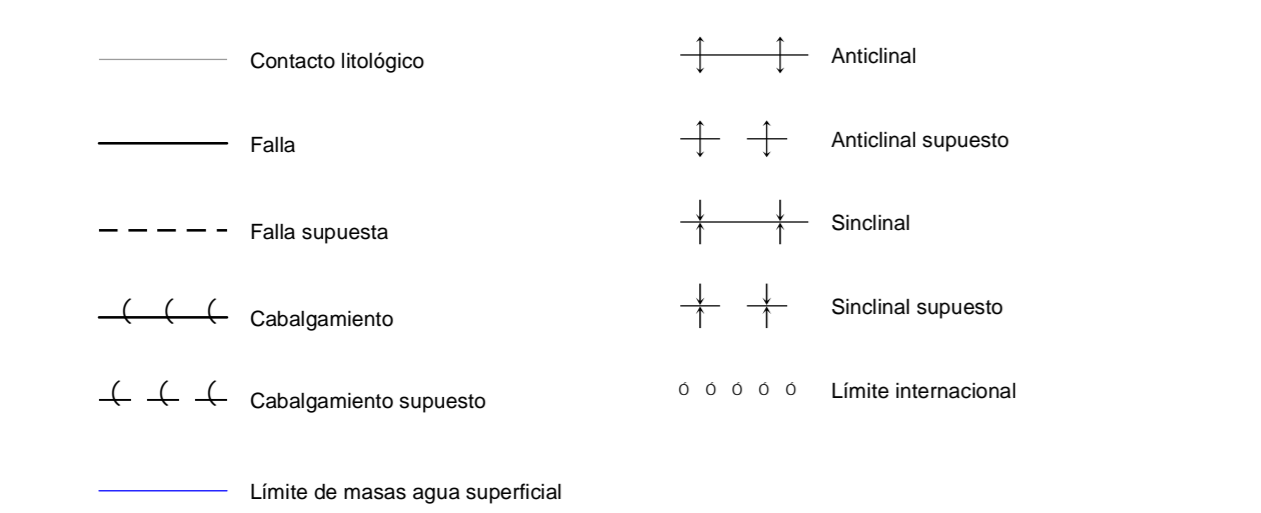 Contacto litológico
Falla
Falla supuesta
Cabalgamiento
Cabalgamiento supuesto
Límite de masas agua superficial
Anticlinal
Anticlinal supuesto
Sinclinal
Sinclinal supuesto
Ó Ó Ó Ó Ó Límite internacional